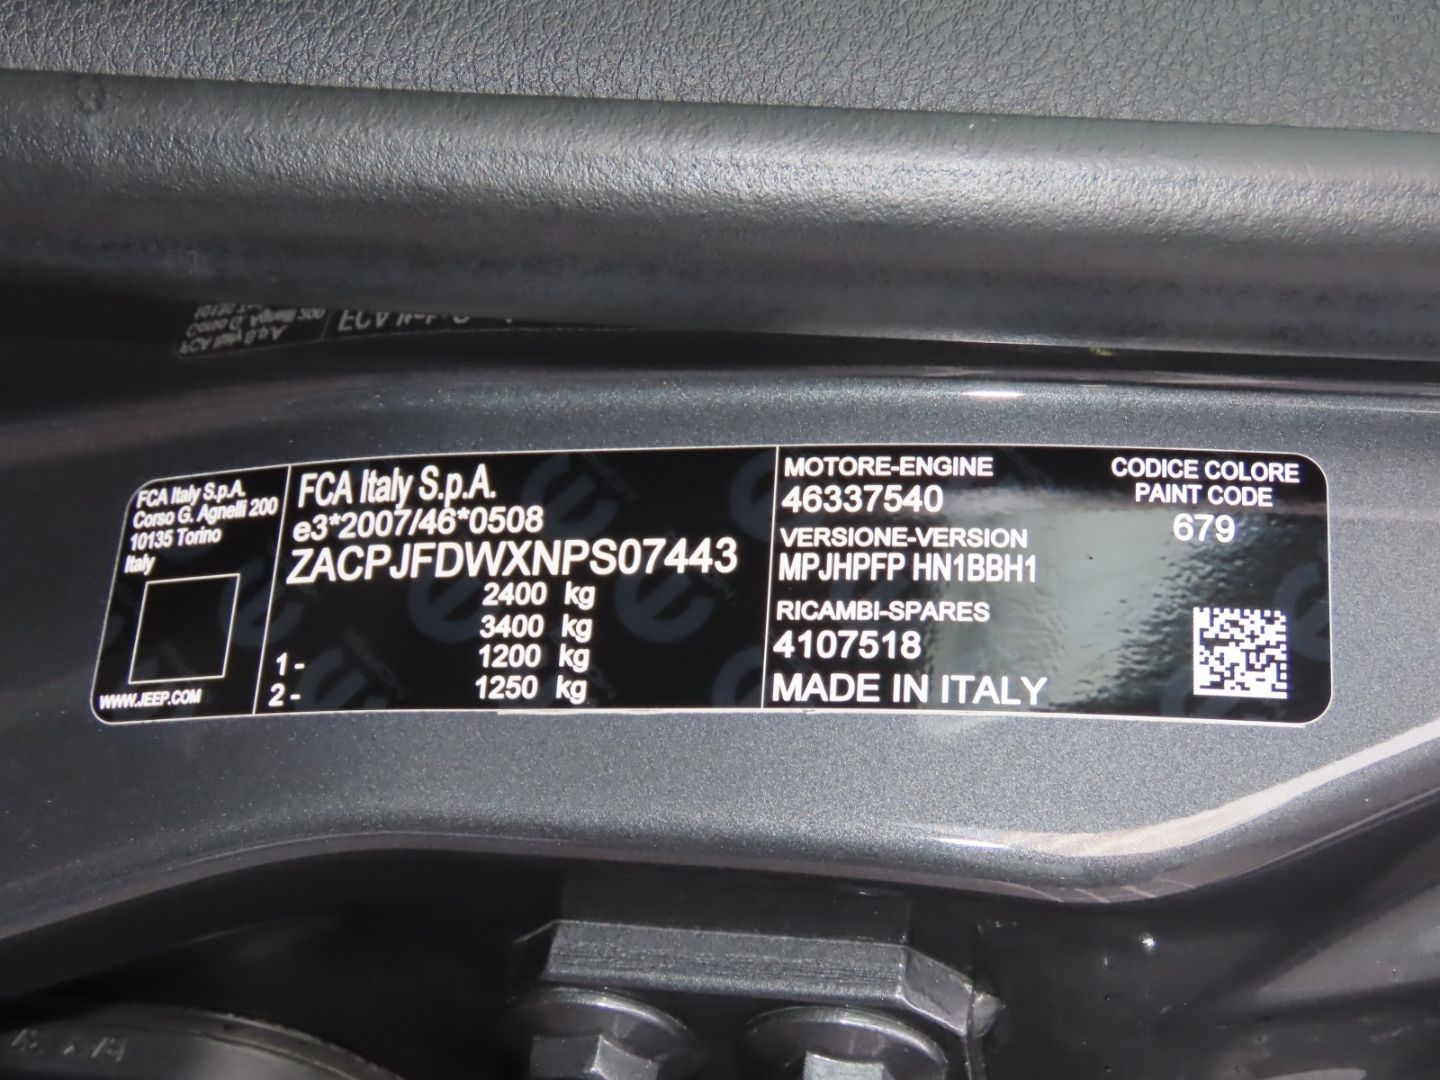 FCA Italy S.p.A.
Corso G. Agnelli 200
10135 Torino
Italy
WWW.JEEP.COM
FCA Italy S.p.A.
e3*2007/46*0508
ZACPJFDWXNPS07443
2400 kg
3400 kg
1- 1200 kg
2- 1250 kg
MOTORE-ENGINE
46337540
VERSIONE-VERSION
MPJHPFP HN1BBH1
RICAMBI-SPARES
4107518
MADE IN ITALY
CODICE COLORE
PAINT CODE
679